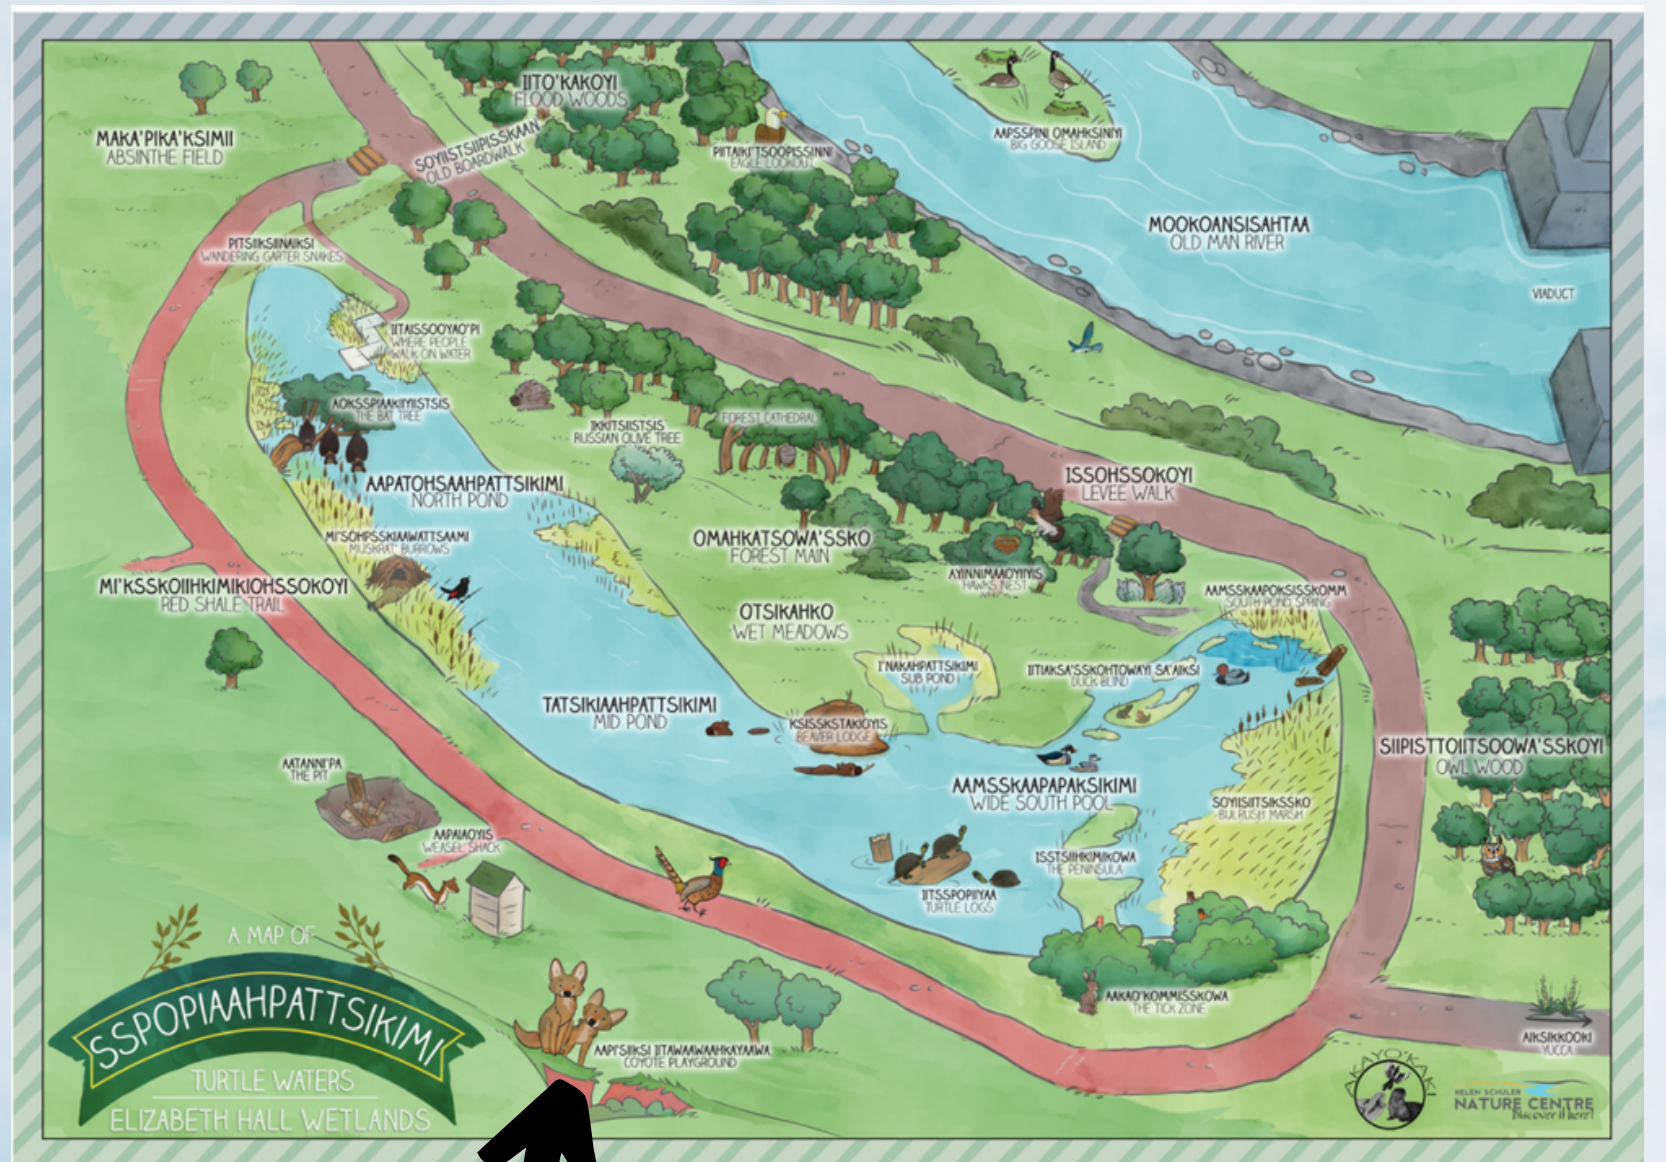 IITO'KAKOYI
FLOOD WOODS
MAKA'PIKA'KSIMII
ABSINTHE FIELD
SOYIISTSIIPISSKAAN
OLD BOARDWALK
PIITAIKI'TSOOPISSINNI
EAGLE LOOKOUT
AAPSSPINI OMAHKSINIYI
BIG GOOSE ISLAND
MOOKOANSISAHTAA
OLD MAN RIVER
VIADUCT
PITSIIKSIINAIKSI
WANDERING GARTER SNAKES
IITAISSOOYAO'PI
WHERE PEOPLE
WALK ON WATER
AOKSSPIAAKIIYIISTSIS
THE BAT TREE
IKKITSIISTSIS
RUSSIAN OLIVE TREE
FOREST CATHEDRAL
AAPATOHSAAHPATTSIKIMI
NORTH POND
ISSOHSSOKOYI
LEVEE WALK
MI'SOHPSSKIAAWATTSAAMI
MUSKRAT BURROWS
OMAHKATSOWA'SSKO
FOREST MAIN
AYINNIMAAOYIIYIS
HAWKS NEST
MI'KSSKOIIHKIMIKIOHSSOKOYI
RED SHALE TRAIL
AAMSSKAAPOKSISSKOMM
SOUTH POND SPRING
OTSIKAHKO
WET MEADOWS
I'NAKAHPATTSIKIMI
SUB POND
IITIAKSA'SSKOHTOWAYI SA'AIKSI
DUCK BLIND
TATSIKIAAHPATTSIKIMI
MID POND
KSISSKSTAKIOYIS
BEAVER LODGE
SIIPISTTOIITSOOWA'SSKOYI
OWL WOOD
AATANNI'PA
THE PIT
AAMSSKAAPAPAKSIKIMI
WIDE SOUTH POOL
SOYIISIITSIKSSKO
BULRUSH MARSH
AAPAIAOYIS
WEASEL SHACK
ISSTSIIHKIMIKOWA
THE PENINSULA
IITSSPOPIIYAA
TURTLE LOGS
AAKAO'KOMMISSKOWA
THE TICK ZONE
AIKSIKKOOKI
YUCCA
AAPI'SIIKSI IITAWAAWAAHKAYAAWA
COYOTE PLAYGROUND
A MAP OF
SSPOPIAAHPATTSIKIMI
TURTLE WATERS
ELIZABETH HALL WETLANDS
AKAYO'KAKI
HELEN SCHULER
NATURE CENTRE
Discover it here!